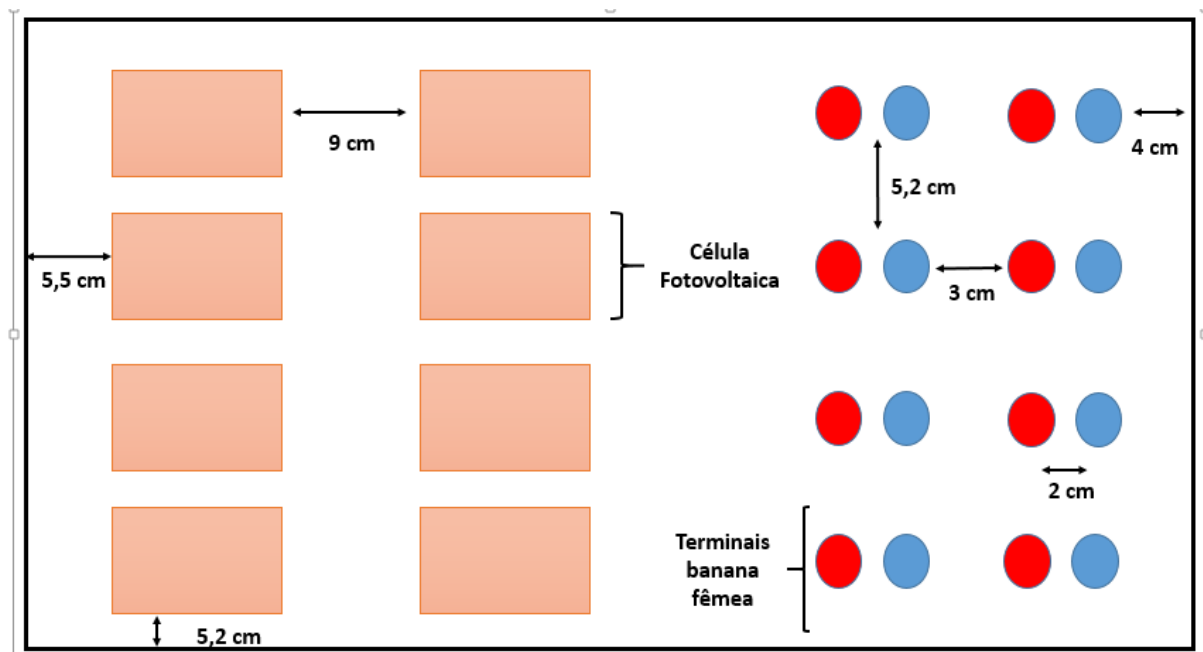 9 cm
4 cm
5,2 cm
5,5 cm
Célula
Fotovoltaica
3 cm
2 cm
Terminais
banana
fêmea
5,2 cm